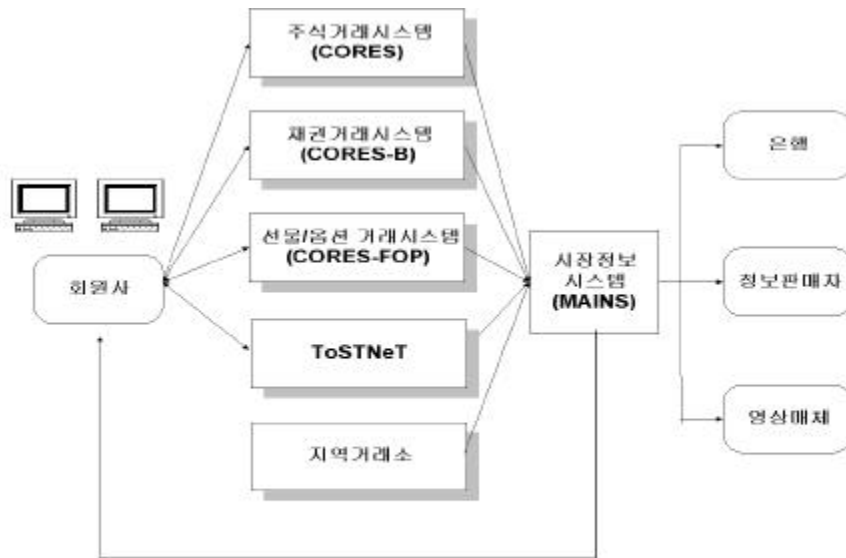 주식거래시스템
(CORES)
채권거래시스템
(CORES-B)
선물/옵션 거래시스템
(CORES-FOP)
ToSTNeT
지역거래소
회원사
시장정보
시스템
(MAINS)
은행
정보판매자
영상매체